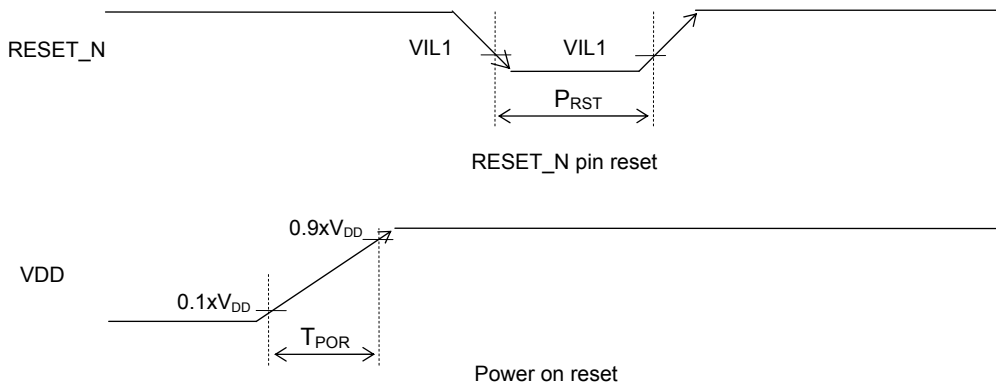 RESET_N
VIL1
VIL1
PRST
RESET_N pin reset
0.9xVDD
VDD
0.1xVDD
TPOR
Power on reset